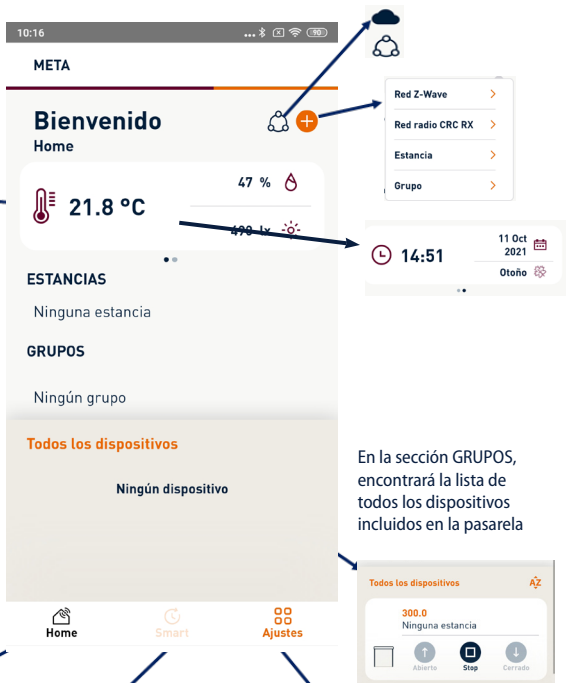 10:16
90
META
Bienvenido
Home
47 %
21.8 °C
490 lx
ESTANCIAS
Ninguna estancia
GRUPOS
Ningún grupo
Todos los dispositivos
Ningún dispositivo
Home
Smart
Ajustes
Red Z-Wave
Red radio CRC RX
Estancia
Grupo
14:51
11 Oct
2021
Otoño
En la sección GRUPOS,
encontrará la lista de
todos los dispositivos
incluidos en la pasarela
Todos los dispositivos
AZ
300.0
Ninguna estancia
Abierto
Stop
Cerrado